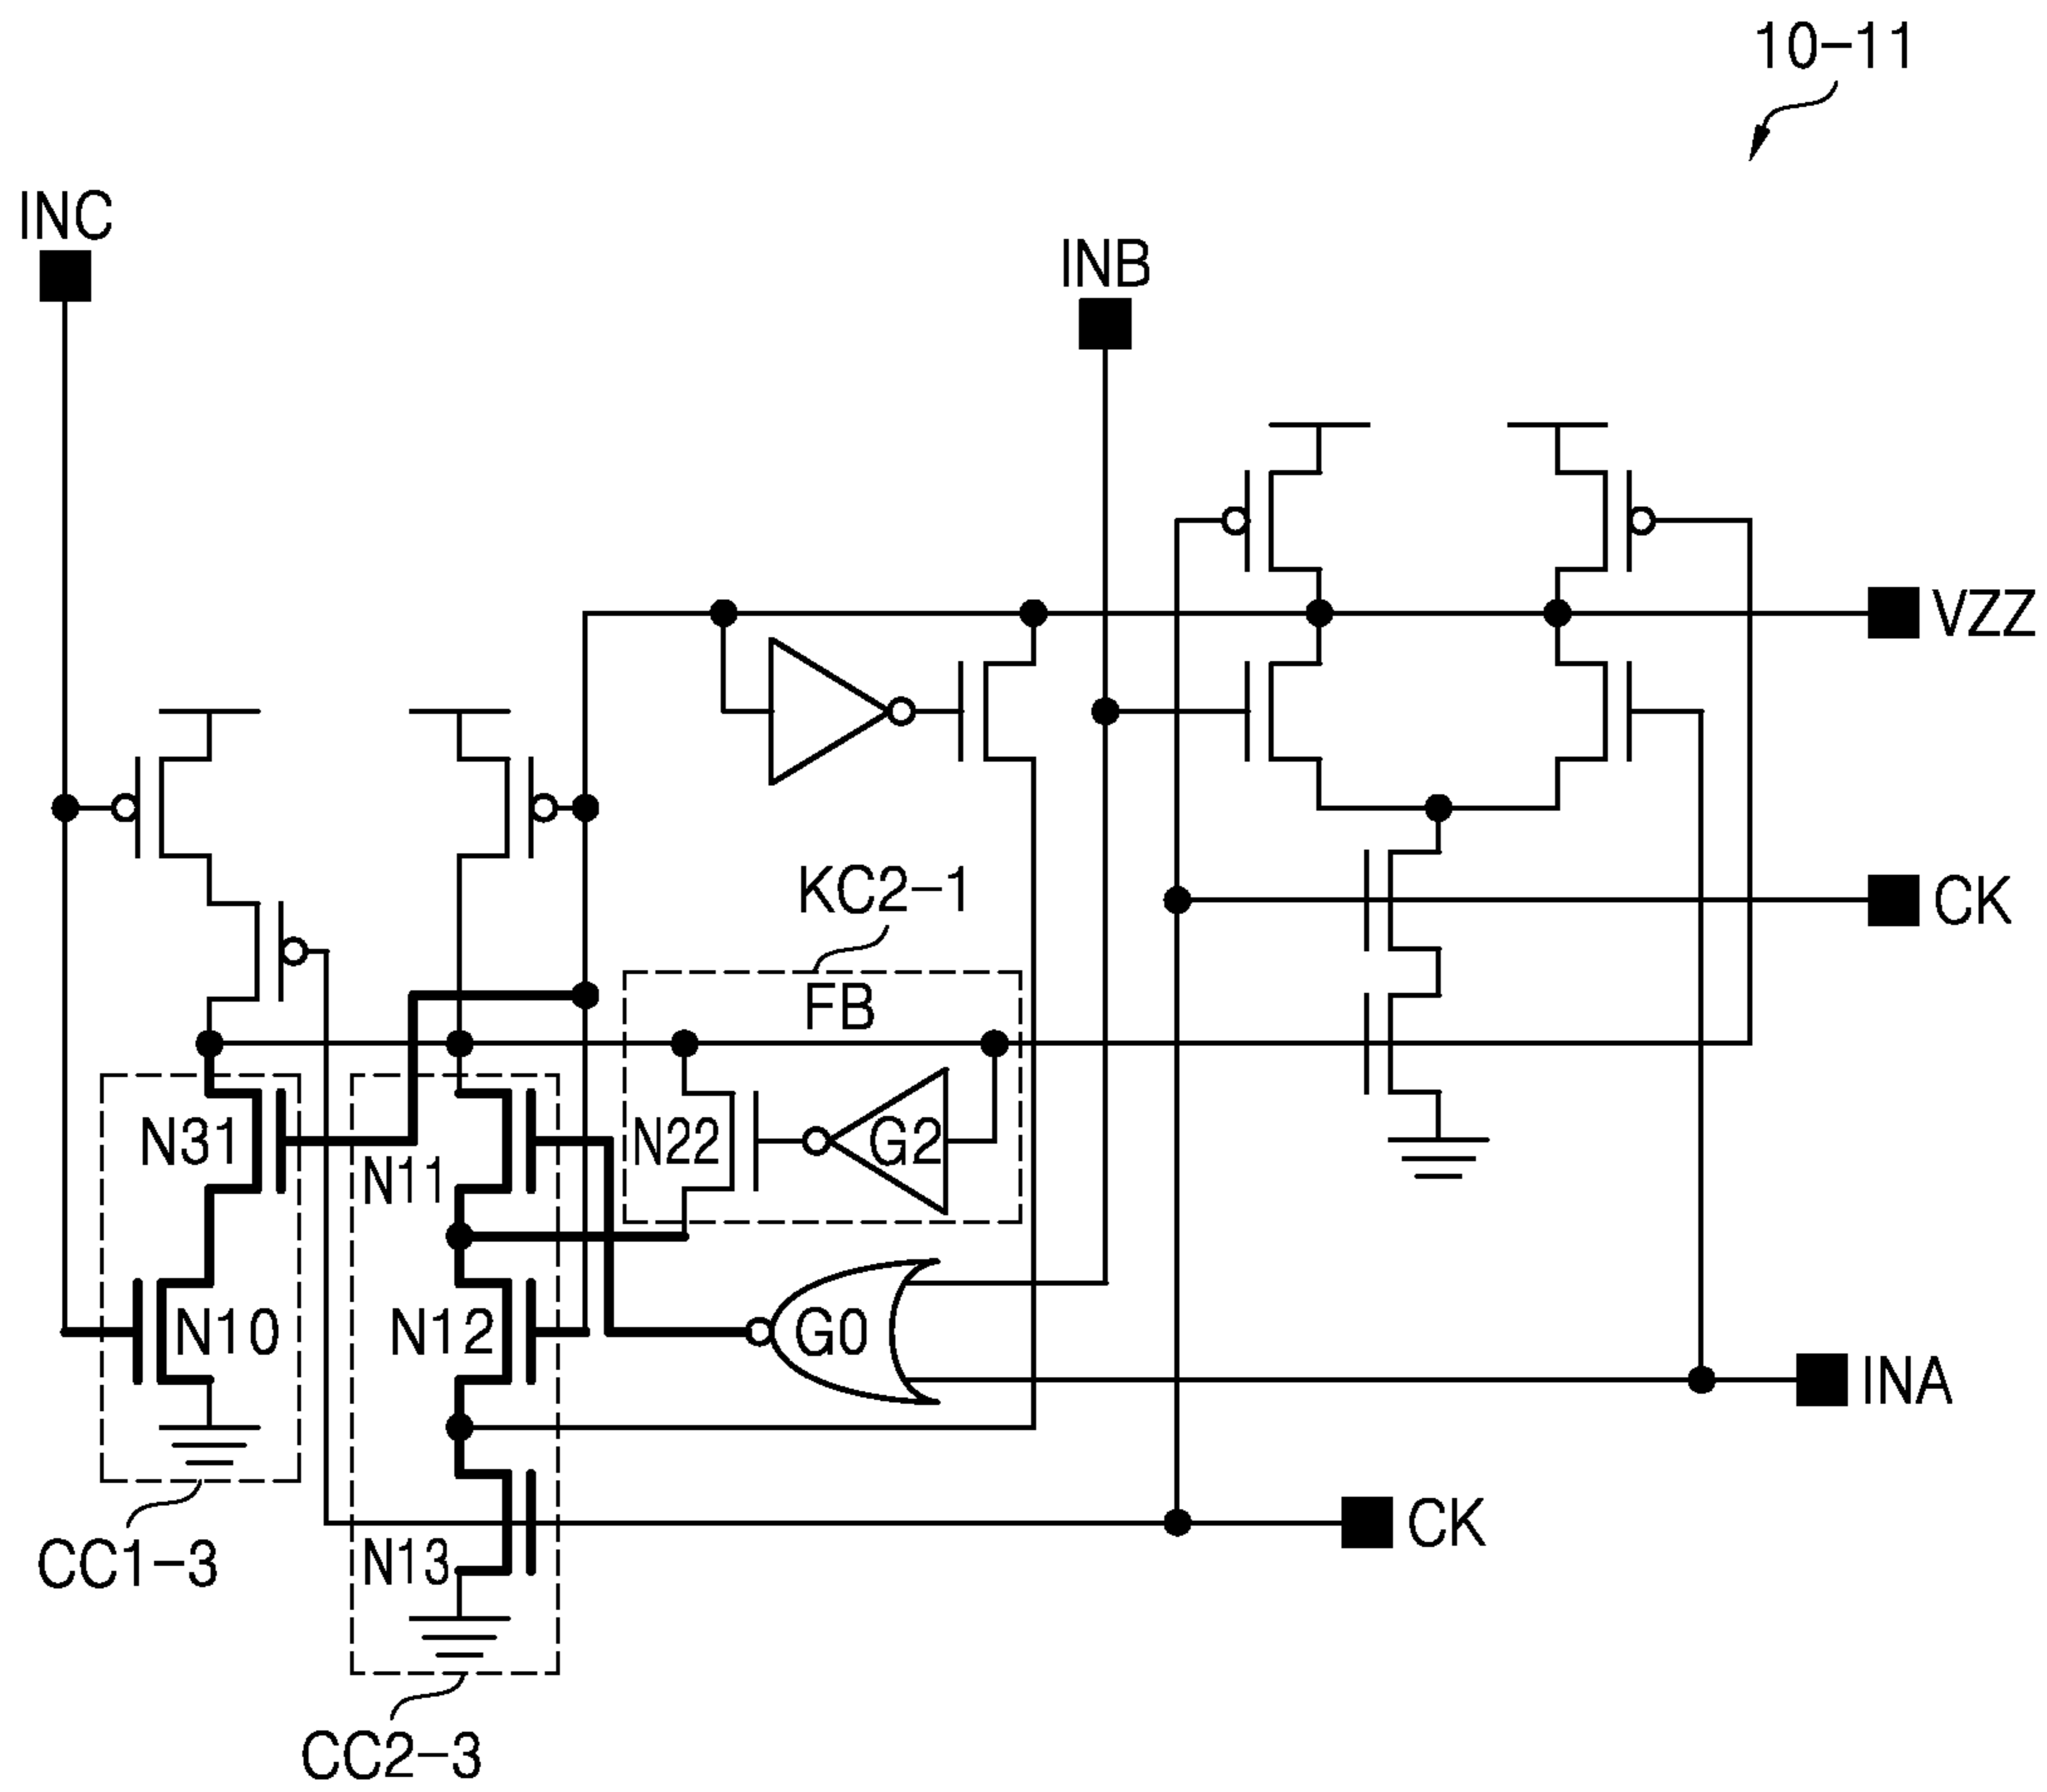 10-11
INC
INB
VZZ
KC2-1
CK
FB
N31
N11
N22
G2
N10
N12
G0
INA
CK
N13
CC1-3
CC2-3